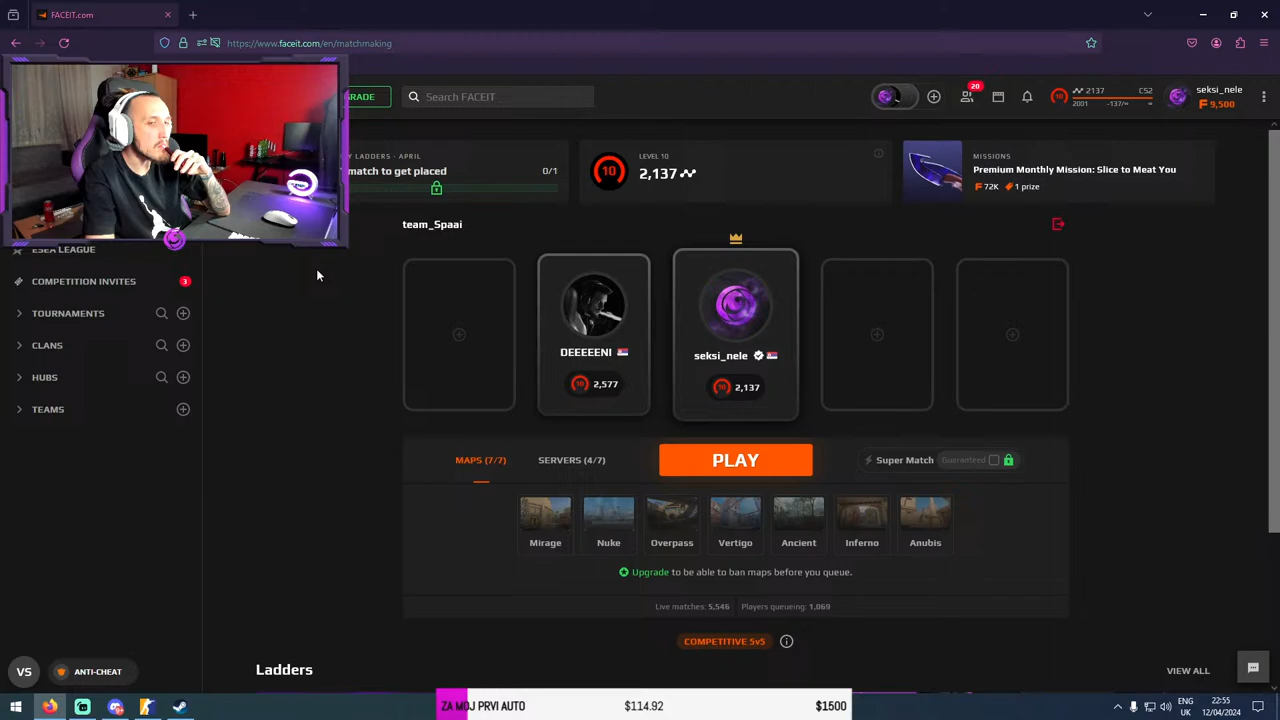 FACEIT.com
https://www.faceit.com/en/matchmaking
RADE
Search FACEIT
20
10
2137
CS2
2001
-137/∞
seksi_nele
9,500
Y LADDERS - APRIL
match to get placed
0/1
10
LEVEL 10
2,137
MISSIONS
Premium Monthly Mission: Slice to Meat You
72K
1 prize
team_Spaai
ESEA LEAGUE
COMPETITION INVITES
3
TOURNAMENTS
CLANS
HUBS
TEAMS
DEEEEENI
10 2,577
seksi_nele
10 2,137
MAPS (7/7)
SERVERS (4/7)
PLAY
Super Match
Guaranteed
Mirage
Nuke
Overpass
Vertigo
Ancient
Inferno
Anubis
Upgrade to be able to ban maps before you queue.
Live matches: 5,546
Players queueing: 1,069
COMPETITIVE 5v5
Ladders
VIEW ALL
VS
ANTI-CHEAT
ZA MOJ PRVI AUTO
$114.92
$1500
ENG
UK
22:55
12/04/2024